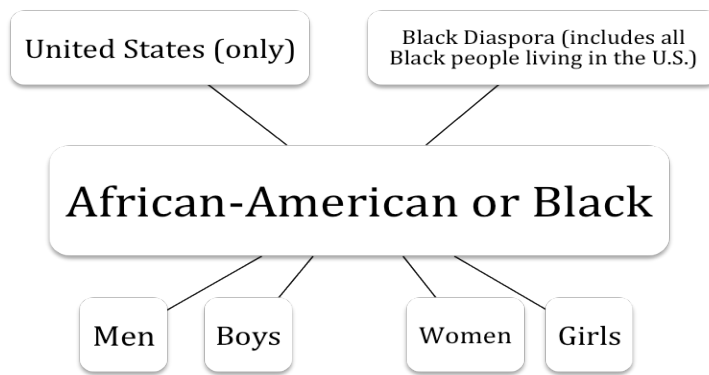 United States (only)
Black Diaspora (includes all
Black people living in the U.S.)
African-American or Black
Men
Boys
Women
Girls